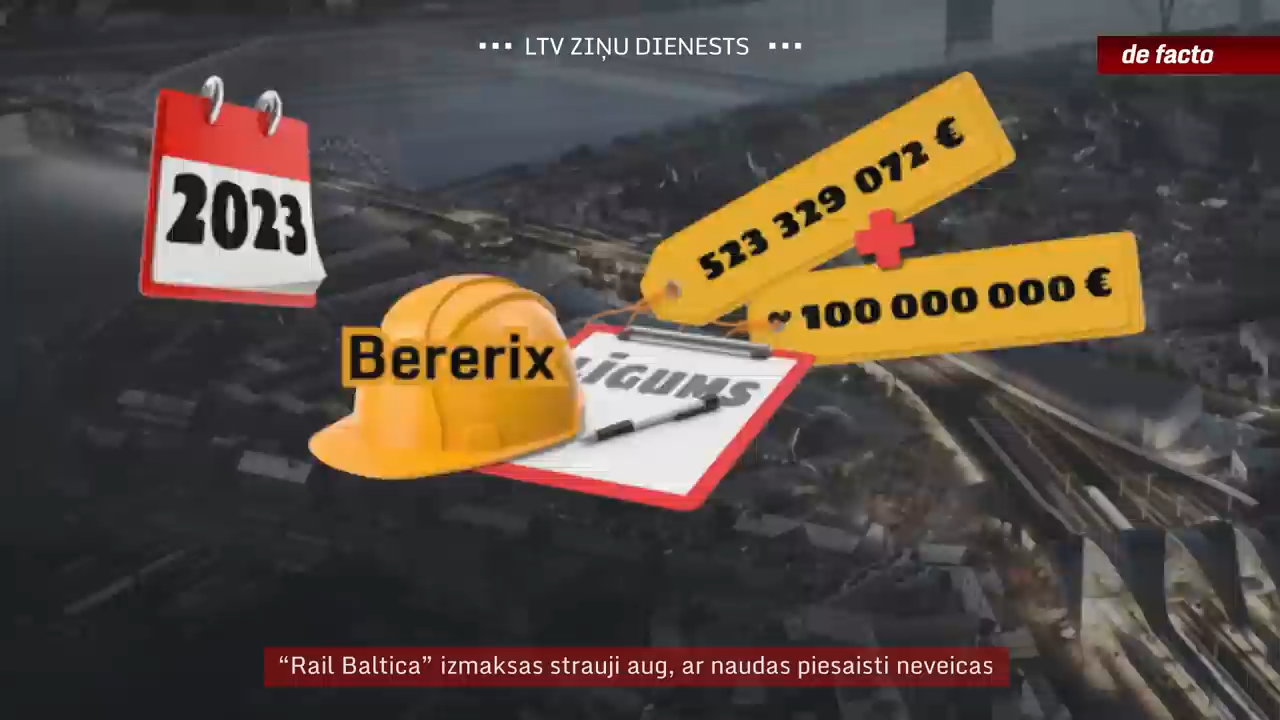 LTV ZIŅU DIENESTS
de facto
2023
523 329 072 €
~ 100 000 000 €
Bererix
LĪGUMS
“Rail Baltica” izmaksas strauji aug, ar naudas piesaisti neveicas